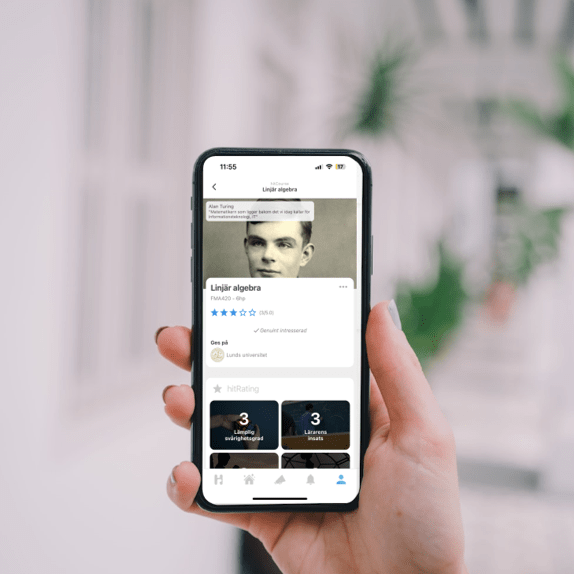 11:55
17
hitCourse
Linjär algebra
Alan Turing
"Matematikern som ligger bakom det vi idag kallar för
informationsteknologi, IT"
Linjär algebra
FMA420 - 6hp
(3/5.0)
Genuint intresserad
Ges på
Lunds universitet
hitRating
3
Lämplig
svårighetsgrad
3
Lärarens
insats